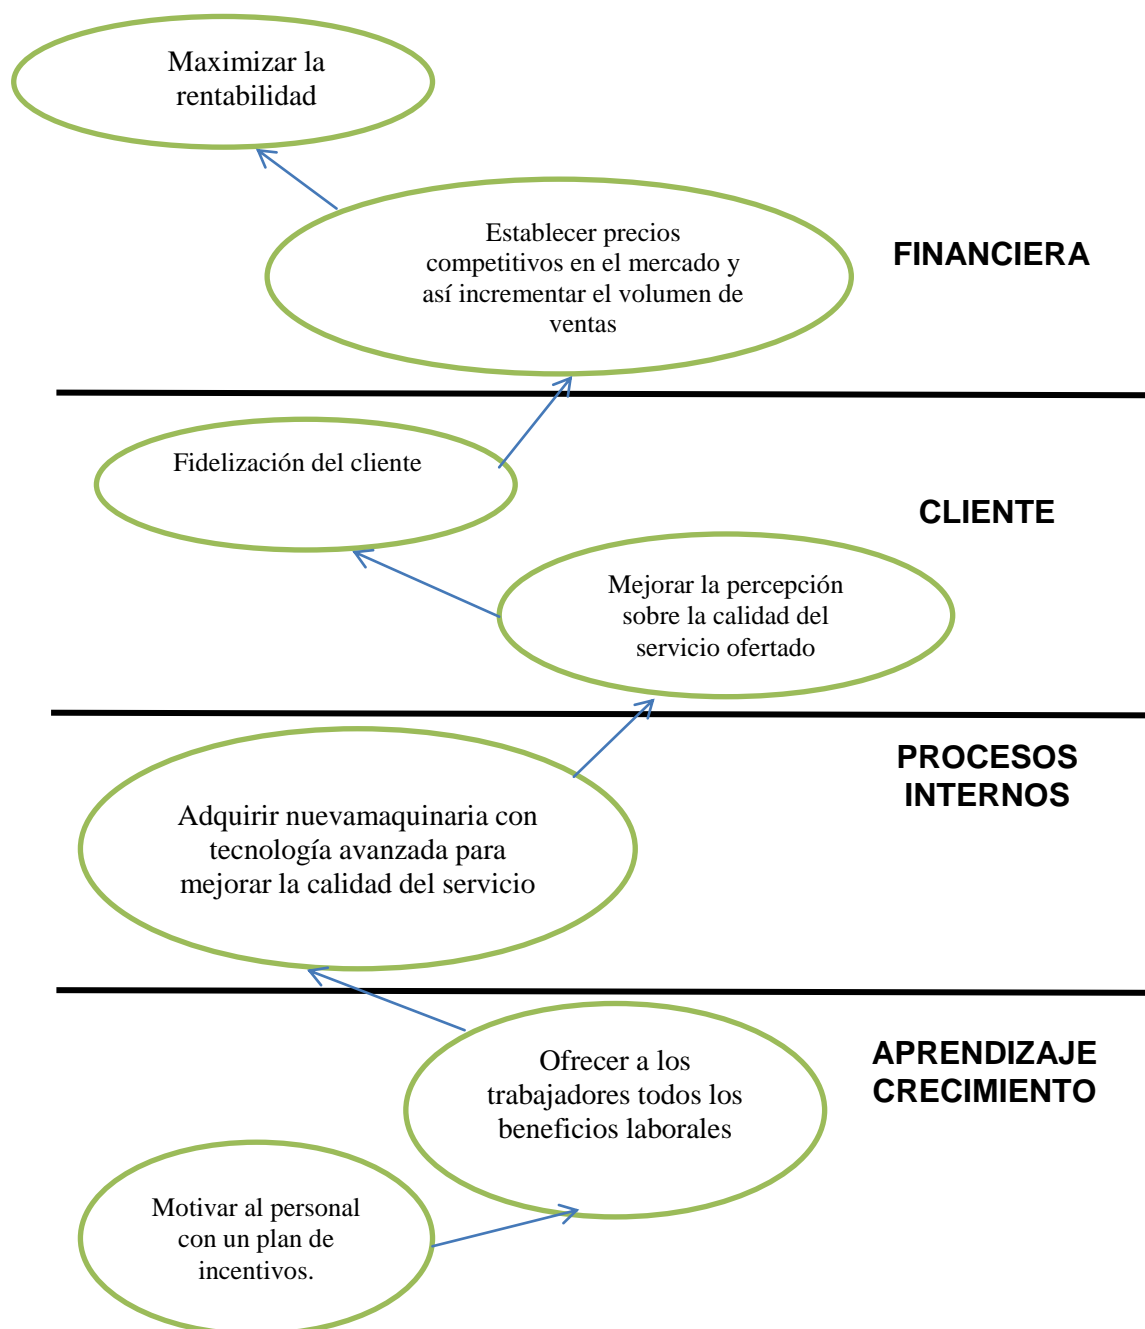 Maximizar la
rentabilidad
Establecer precios
competitivos en el mercado y
así incrementar el volumen de
ventas
FINANCIERA
Fidelización del cliente
CLIENTE
Mejorar la percepción
sobre la calidad del
servicio ofertado
PROCESOS
INTERNOS
Adquirir nuevamaquinaria con
tecnología avanzada para
mejorar la calidad del servicio
APRENDIZAJE
CRECIMIENTO
Ofrecer a los
trabajadores todos los
beneficios laborales
Motivar al personal
con un plan de
incentivos.